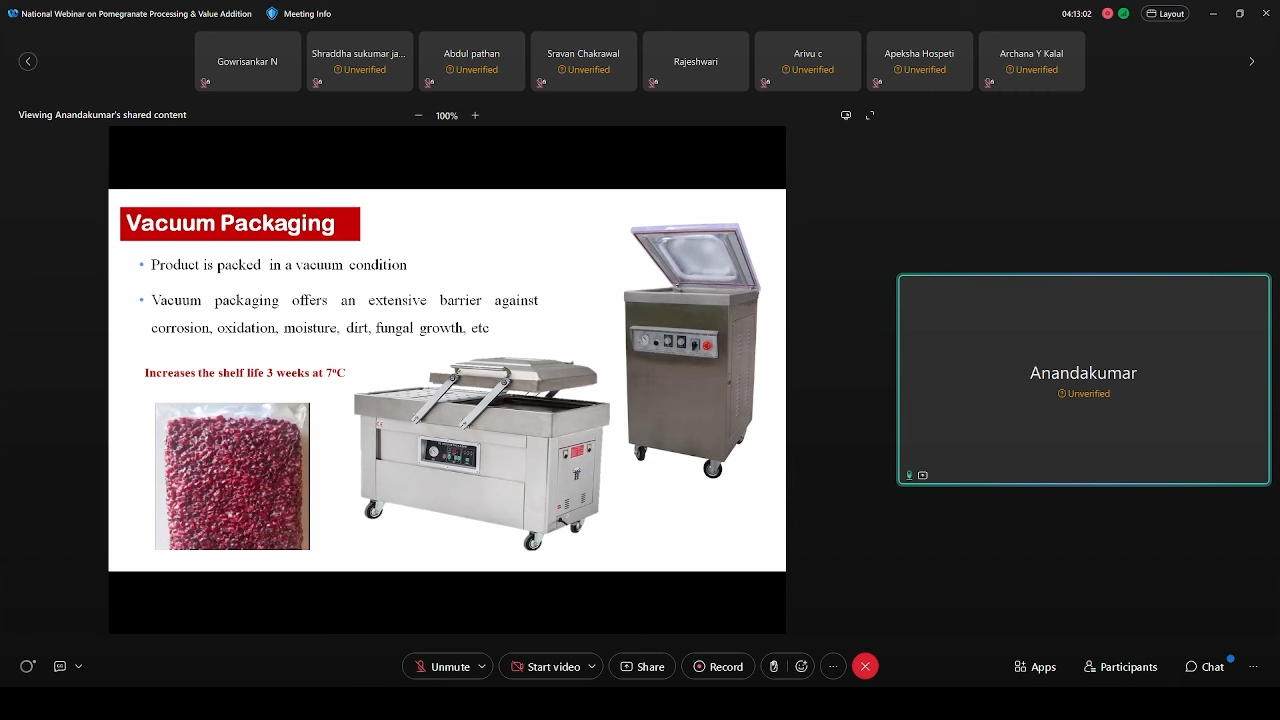 National Webinar on Pomegranate Processing & Value Addition
Meeting Info
04:13:02
Layout
Gowrisankar N
Shraddha sukumar ja...
Unverified
Abdul pathan
Unverified
Sravan Chakrawal
Unverified
Rajeshwari
Arivu c
Unverified
Apeksha Hospeti
Unverified
Archana Y Kalal
Unverified
Viewing Anandakumar's shared content
100%
Vacuum Packaging
• Product is packed in a vacuum condition
• Vacuum packaging offers an extensive barrier against
corrosion, oxidation, moisture, dirt, fungal growth, etc
Increases the shelf life 3 weeks at 7°C
Anandakumar
Unverified
Unmute
Start video
Share
Record
Apps
Participants
Chat